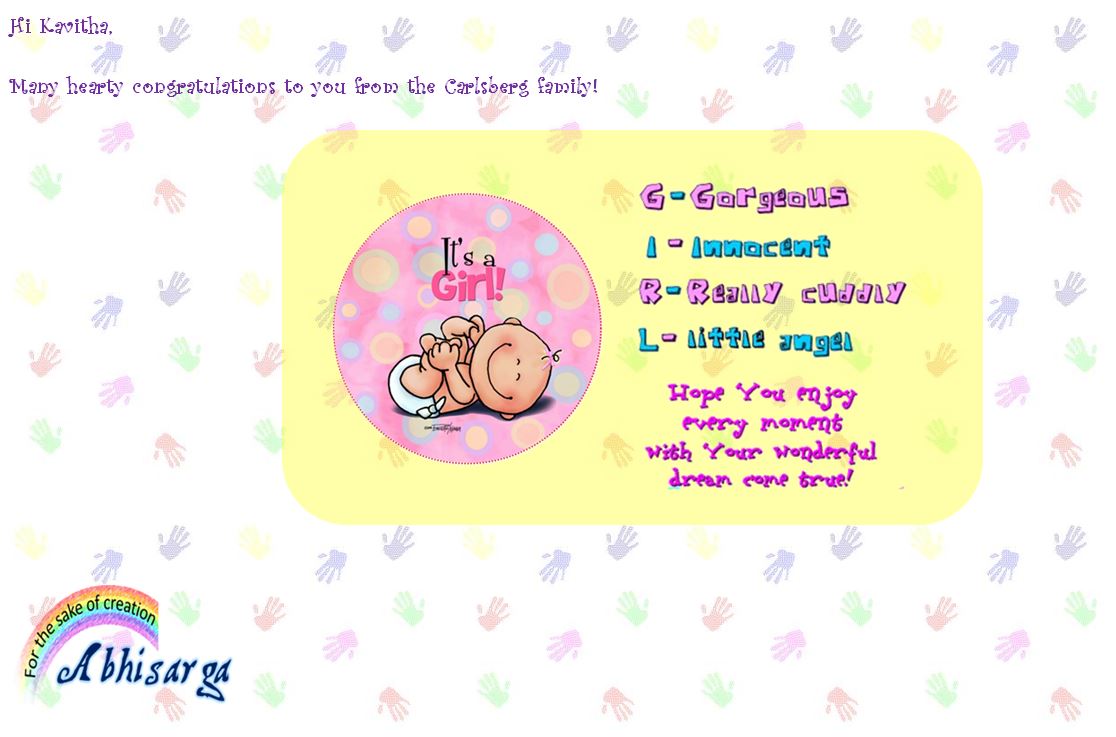 Hi Kavitha,
Many hearty congratulations to you from the Carlsberg family!
It's a
Girl!
G-Gorgeous
I-Innocent
R-Really cuddly
L-little angel
Hope You enjoy
every moment
with Your wonderful
dream come true!
For the sake of creation
Abhisarga